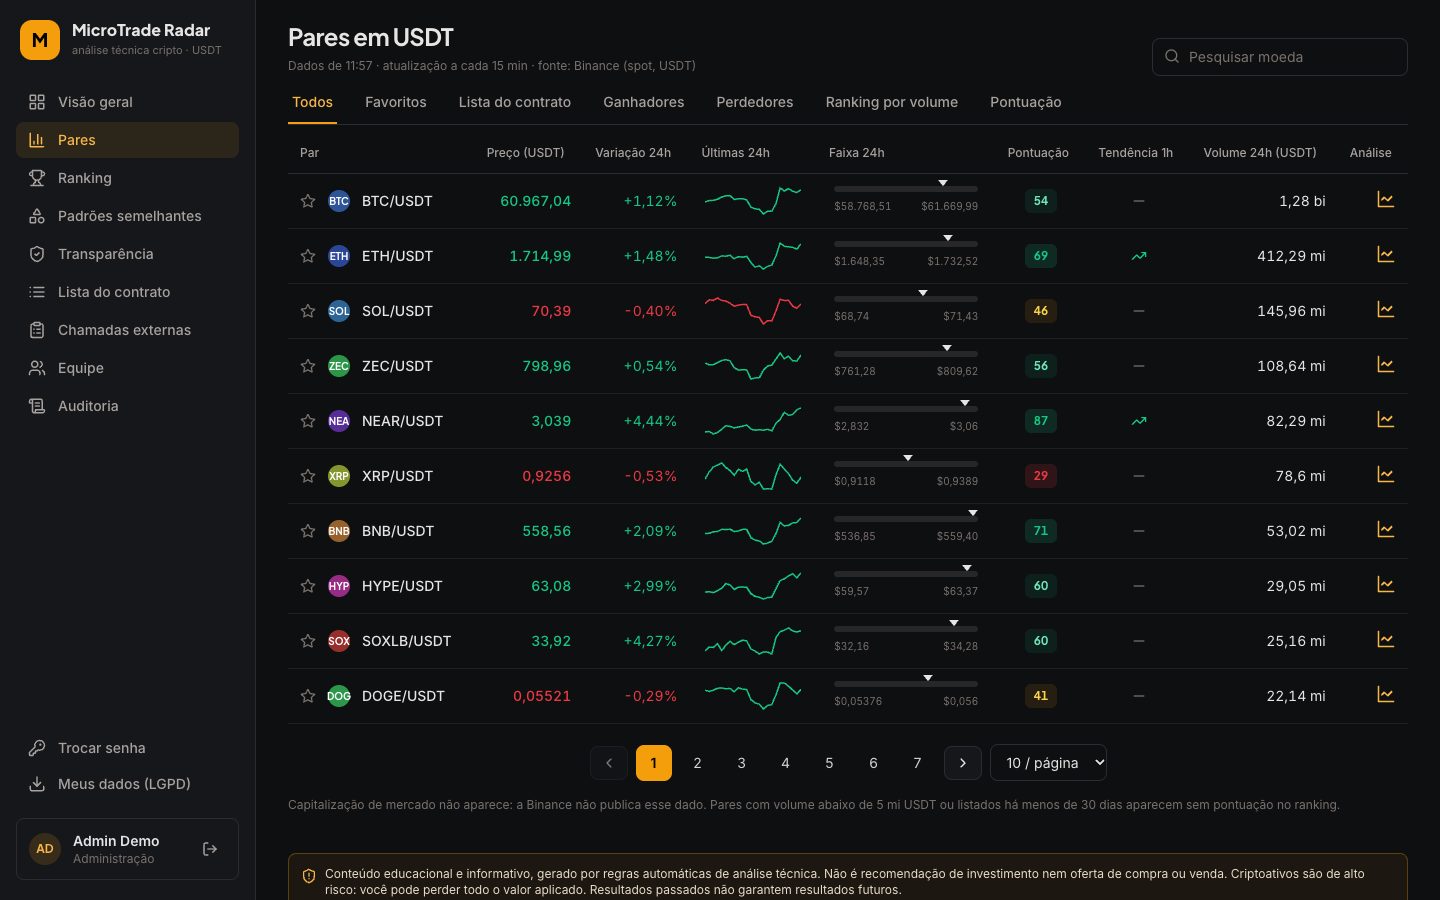 M
MicroTrade Radar
análise técnica cripto · USDT
Visão geral
Pares
Ranking
Padrões semelhantes
Transparência
Lista do contrato
Chamadas externas
Equipe
Auditoria
Trocar senha
Meus dados (LGPD)
AD
Admin Demo
Administração
Pares em USDT
Dados de 11:57 · atualização a cada 15 min · fonte: Binance (spot, USDT)
Pesquisar moeda
Todos Favoritos Lista do contrato Ganhadores Perdedores Ranking por volume Pontuação
Par Preço (USDT) Variação 24h Últimas 24h Faixa 24h Pontuação Tendência 1h Volume 24h (USDT) Análise
BTC BTC/USDT 60.967,04 +1,12% $58.768,51 $61.669,99 54 — 1,28 bi
ETH ETH/USDT 1.714,99 +1,48% $1.648,35 $1.732,52 69 412,29 mi
SOL SOL/USDT 70,39 -0,40% $68,74 $71,43 46 — 145,96 mi
ZEC ZEC/USDT 798,96 +0,54% $761,28 $809,62 56 — 108,64 mi
NEA NEAR/USDT 3,039 +4,44% $2,832 $3,06 87 82,29 mi
XRP XRP/USDT 0,9256 -0,53% $0,9118 $0,9389 29 — 78,6 mi
BNB BNB/USDT 558,56 +2,09% $536,85 $559,40 71 — 53,02 mi
HYP HYPE/USDT 63,08 +2,99% $59,57 $63,37 60 — 29,05 mi
SOX SOXLB/USDT 33,92 +4,27% $32,16 $34,28 60 — 25,16 mi
DOG DOGE/USDT 0,05521 -0,29% $0,05376 $0,056 41 — 22,14 mi
1 2 3 4 5 6 7 10 / página
Capitalização de mercado não aparece: a Binance não publica esse dado. Pares com volume abaixo de 5 mi USDT ou listados há menos de 30 dias aparecem sem pontuação no ranking.
Conteúdo educacional e informativo, gerado por regras automáticas de análise técnica. Não é recomendação de investimento nem oferta de compra ou venda. Criptoativos são de alto
risco: você pode perder todo o valor aplicado. Resultados passados não garantem resultados futuros.